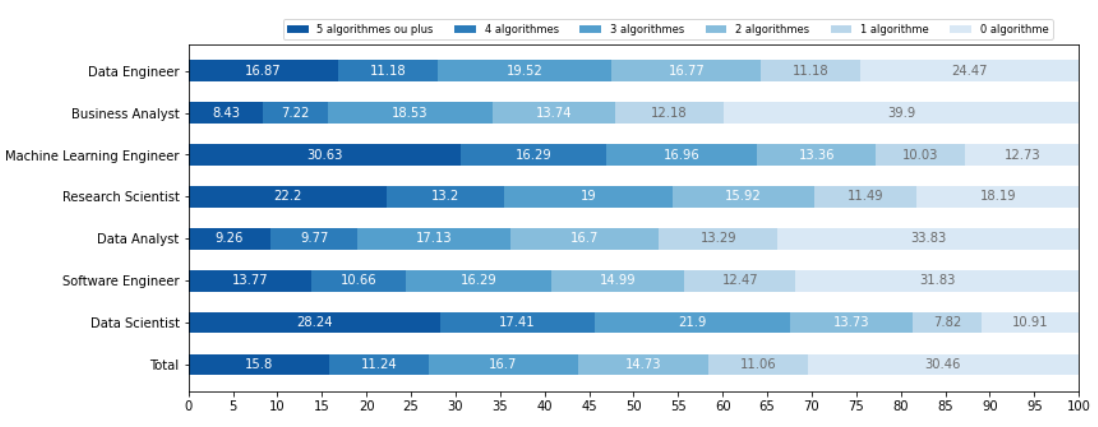 5 algorithmes ou plus 4 algorithmes 3 algorithmes 2 algorithmes 1 algorithme 0 algorithme
Data Engineer 16.87 11.18 19.52 16.77 11.18 24.47
Business Analyst 8.43 7.22 18.53 13.74 12.18 39.9
Machine Learning Engineer 30.63 16.29 16.96 13.36 10.03 12.73
Research Scientist 22.2 13.2 19 15.92 11.49 18.19
Data Analyst 9.26 9.77 17.13 16.7 13.29 33.83
Software Engineer 13.77 10.66 16.29 14.99 12.47 31.83
Data Scientist 28.24 17.41 21.9 13.73 7.82 10.91
Total 15.8 11.24 16.7 14.73 11.06 30.46
0 5 10 15 20 25 30 35 40 45 50 55 60 65 70 75 80 85 90 95 100